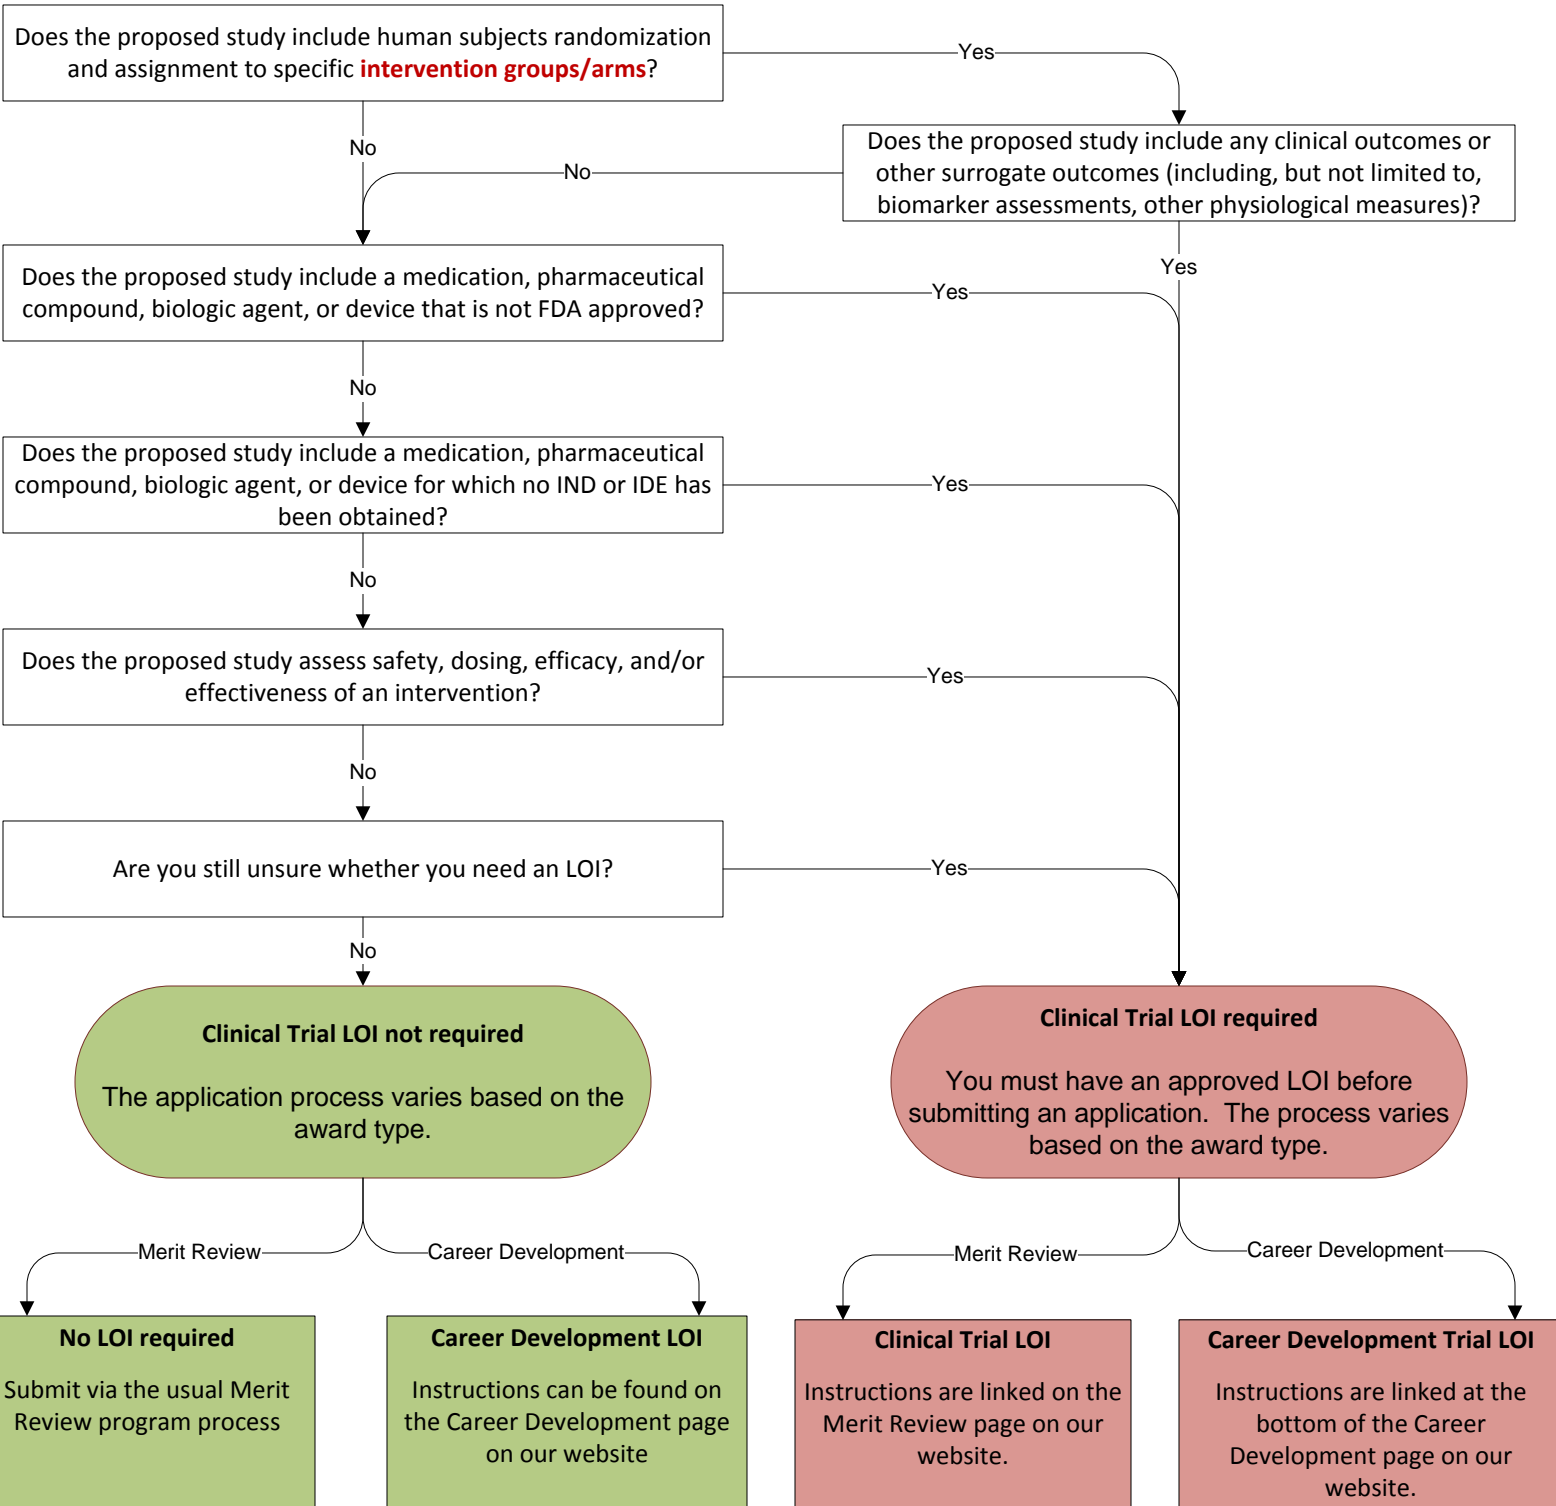 Does the proposed study include human subjects randomization
and assignment to specific intervention groups/arms?
Yes
No
Does the proposed study include any clinical outcomes or
other surrogate outcomes (including, but not limited to,
biomarker assessments, other physiological measures)?
No
Yes
Does the proposed study include a medication, pharmaceutical
compound, biologic agent, or device that is not FDA approved?
Yes
No
Does the proposed study include a medication, pharmaceutical
compound, biologic agent, or device for which no IND or IDE has
been obtained?
Yes
No
Does the proposed study assess safety, dosing, efficacy, and/or
effectiveness of an intervention?
Yes
No
Are you still unsure whether you need an LOI?
Yes
No
Clinical Trial LOI not required
The application process varies based on the
award type.
Clinical Trial LOI required
You must have an approved LOI before
submitting an application.  The process varies
based on the award type.
Merit Review
Career Development
Merit Review
Career Development
No LOI required
Submit via the usual Merit
Review program process
Career Development LOI
Instructions can be found on
the Career Development page
on our website
Clinical Trial LOI
Instructions are linked on the
Merit Review page on our
website.
Career Development Trial LOI
Instructions are linked at the
bottom of the Career
Development page on our
website.